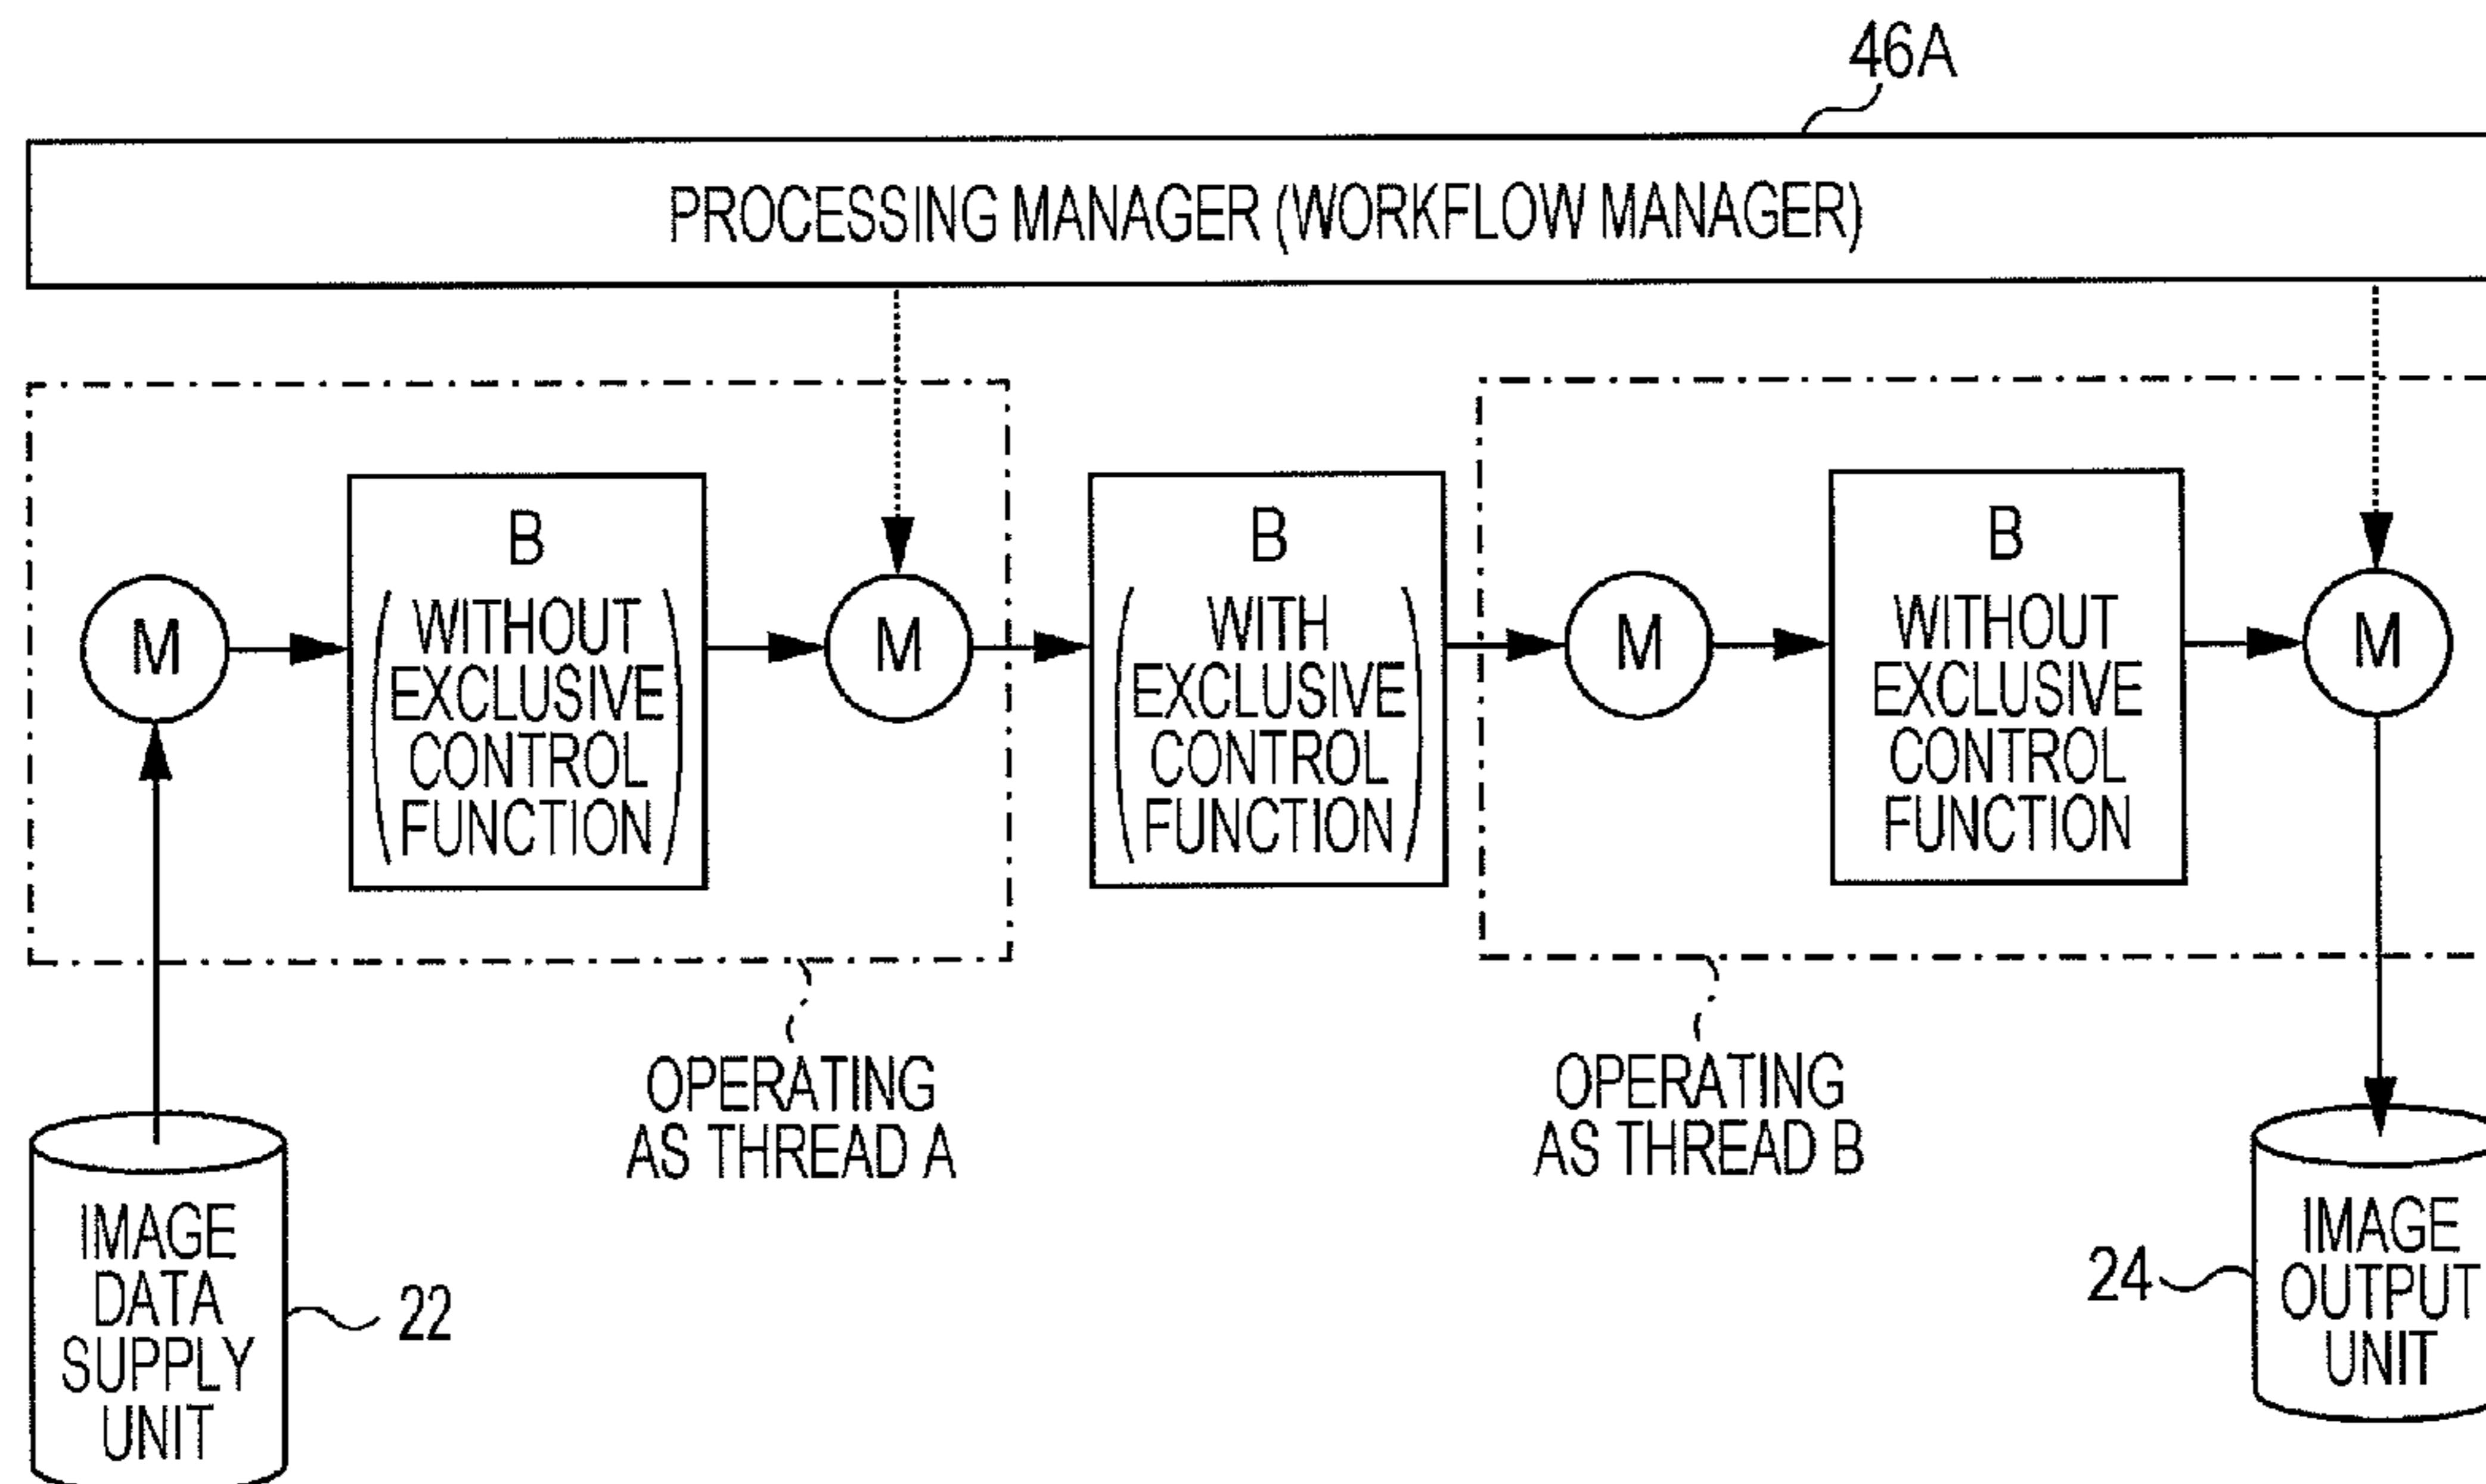 46A
PROCESSING MANAGER (WORKFLOW MANAGER)
M
B
(WITHOUT
EXCLUSIVE
CONTROL
FUNCTION)
M
B
(WITH
EXCLUSIVE
CONTROL
FUNCTION)
M
B
WITHOUT
EXCLUSIVE
CONTROL
FUNCTION
M
OPERATING
AS THREAD A
OPERATING
AS THREAD B
IMAGE
DATA
SUPPLY
UNIT
22
24
IMAGE
OUTPUT
UNIT